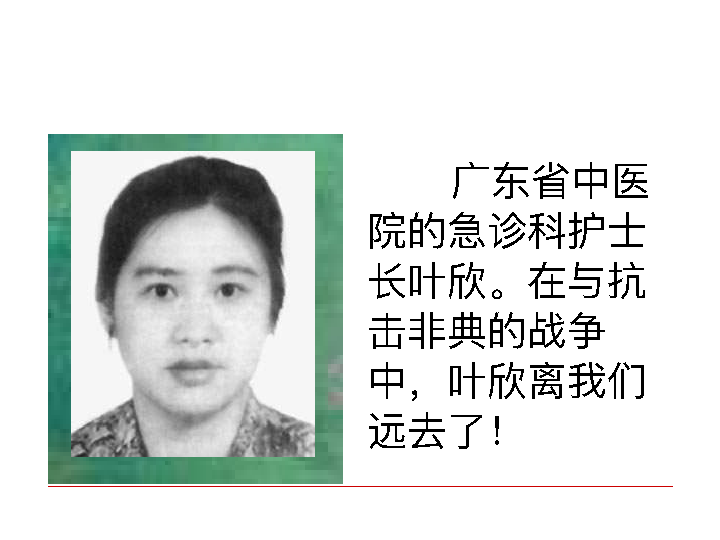 广东省中医
院的急诊科护士
长叶欣。在与抗
击非典的战争
中，叶欣离我们
远去了！